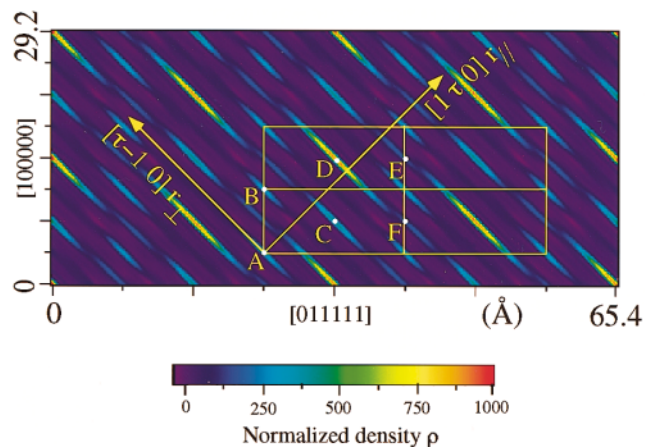 29.2
[100000]
0
[τ–1 0] r⊥
[1 τ 0] r//
D
E
B
C
F
A
0
[011111]
(Å)
65.4
0
250
500
750
1000
Normalized density ρ